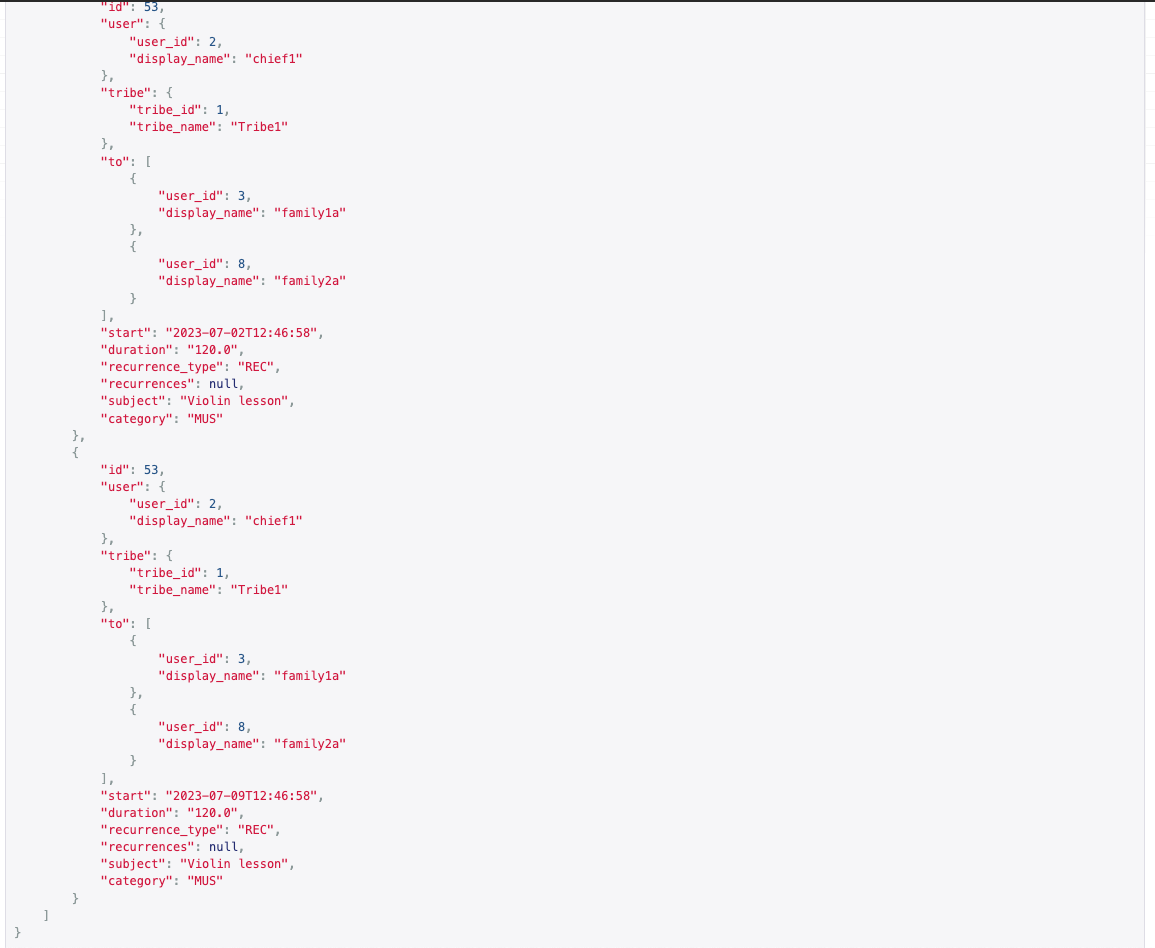 "id": 53,
"user": {
"user_id": 2,
"display_name": "chief1"
},
"tribe": {
"tribe_id": 1,
"tribe_name": "Tribe1"
},
"to": [
{
"user_id": 3,
"display_name": "family1a"
},
{
"user_id": 8,
"display_name": "family2a"
}
],
"start": "2023-07-02T12:46:58",
"duration": "120.0",
"recurrence_type": "REC",
"recurrences": null,
"subject": "Violin lesson",
"category": "MUS"
},
{
"id": 53,
"user": {
"user_id": 2,
"display_name": "chief1"
},
"tribe": {
"tribe_id": 1,
"tribe_name": "Tribe1"
},
"to": [
{
"user_id": 3,
"display_name": "family1a"
},
{
"user_id": 8,
"display_name": "family2a"
}
],
"start": "2023-07-09T12:46:58",
"duration": "120.0",
"recurrence_type": "REC",
"recurrences": null,
"subject": "Violin lesson",
"category": "MUS"
}
]
}